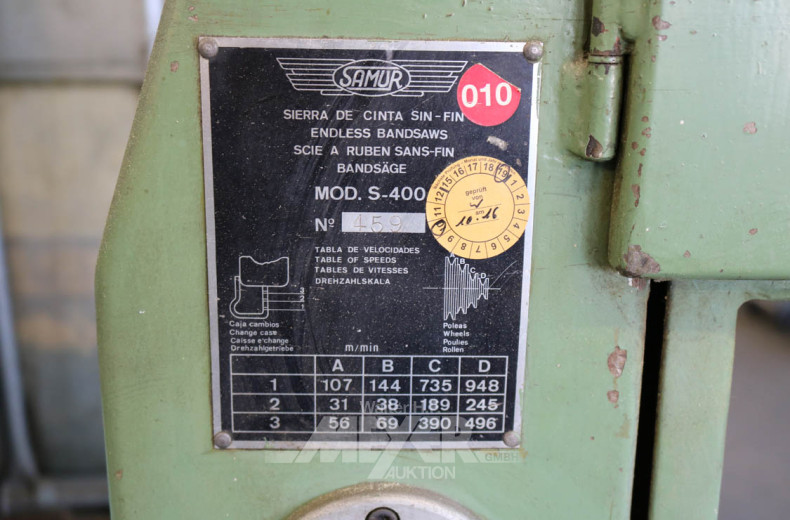 SAMUR
010
SIERRA DE CINTA SIN-FIN
ENDLESS BANDSAWS
SCIE A RUBEN SANS-FIN
BANDSÄGE
MOD. S-400
Nº 459
geprüft
TABLA DE VELOCIDADES
TABLE OF SPEEDS
TABLES DE VITESSES
DREHZAHLSKALA
A B C D
Caja cambios
Change case
Caisse e'change
Drehzahlgetriebe
Poleas
Wheels
Poulies
Rollen
m/min
A B C D
1 107 144 735 948
2 31 38 189 245
3 56 69 390 496
AUKTION
GMBH